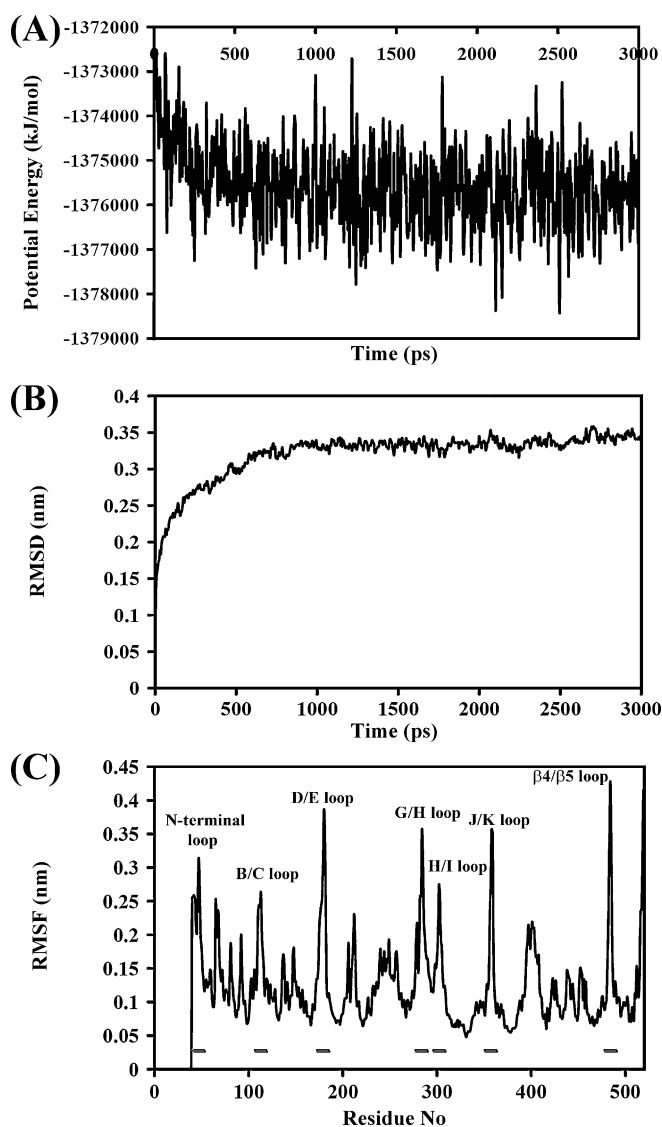 (A)
-1372000
0 500 1000 1500 2000 2500 3000
-1373000
-1374000
-1375000
-1376000
-1377000
-1378000
-1379000
Potential Energy (kJ/mol)
Time (ps)
(B)
0.4
0.35
0.3
0.25
0.2
0.15
0.1
0.05
0
RMSD (nm)
0 500 1000 1500 2000 2500 3000
Time (ps)
(C)
0.45
0.4
0.35
0.3
0.25
0.2
0.15
0.1
0.05
0
RMSF (nm)
N-terminal
loop
B/C loop
D/E loop
G/H loop
H/I loop
J/K loop
β4/β5 loop
0 100 200 300 400 500
Residue No